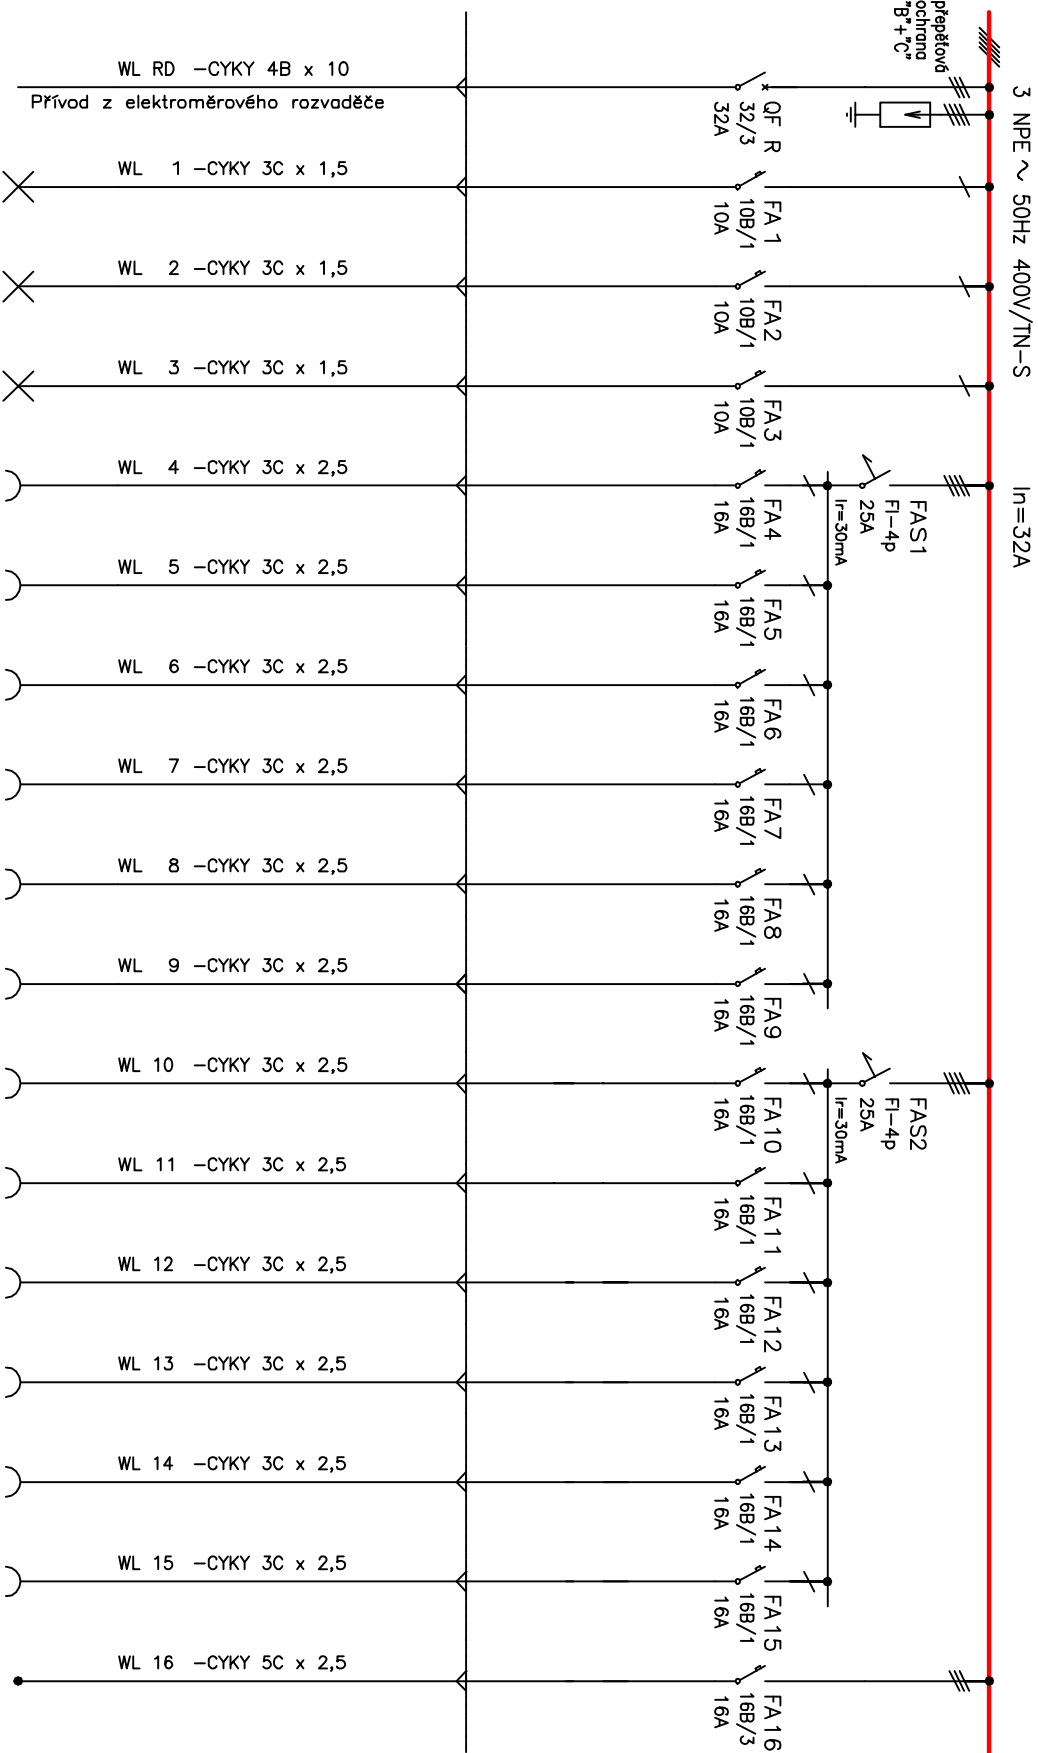 3 NPE ~ 50Hz 400V/TN-S
In=32A
přepěťová
ochrana
"B"+"C"
WL RD -CYKY 4B x 10
Přívod z elektroměrového rozvaděče
QF R
32/3
32A
WL 1 -CYKY 3C x 1,5
FA 1
10B/1
10A
WL 2 -CYKY 3C x 1,5
FA2
10B/1
10A
WL 3 -CYKY 3C x 1,5
FA3
10B/1
10A
FAS1
FI-4p
25A
Ir=30mA
WL 4 -CYKY 3C x 2,5
FA4
16B/1
16A
WL 5 -CYKY 3C x 2,5
FA5
16B/1
16A
WL 6 -CYKY 3C x 2,5
FA6
16B/1
16A
WL 7 -CYKY 3C x 2,5
FA7
16B/1
16A
WL 8 -CYKY 3C x 2,5
FA8
16B/1
16A
WL 9 -CYKY 3C x 2,5
FA9
16B/1
16A
FAS2
FI-4p
25A
Ir=30mA
WL 10 -CYKY 3C x 2,5
FA10
16B/1
16A
WL 11 -CYKY 3C x 2,5
FA11
16B/1
16A
WL 12 -CYKY 3C x 2,5
FA12
16B/1
16A
WL 13 -CYKY 3C x 2,5
FA13
16B/1
16A
WL 14 -CYKY 3C x 2,5
FA14
16B/1
16A
WL 15 -CYKY 3C x 2,5
FA15
16B/1
16A
WL 16 -CYKY 5C x 2,5
FA16
16B/3
16A